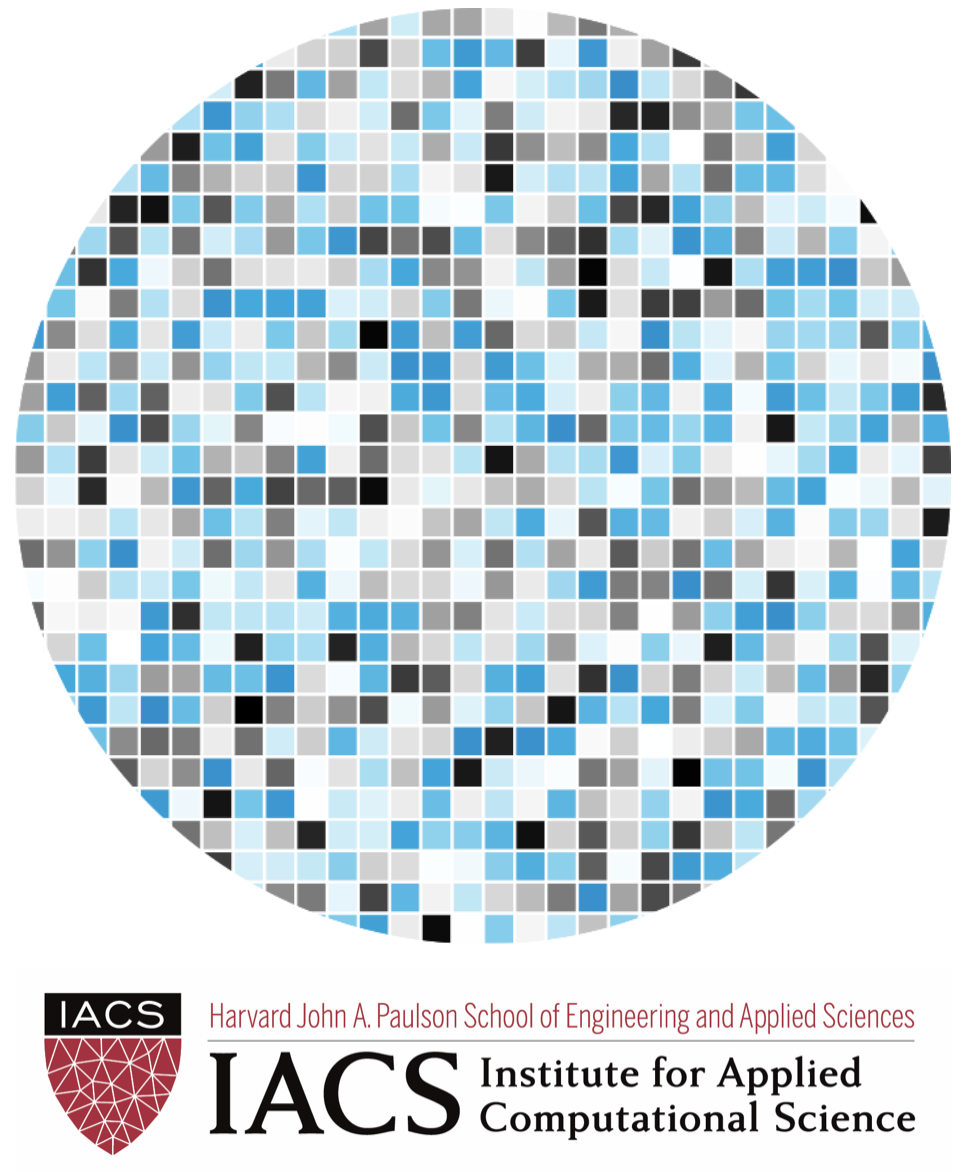 IACS
Harvard John A. Paulson School of Engineering and Applied Sciences
IACS
Institute for Applied
Computational Science